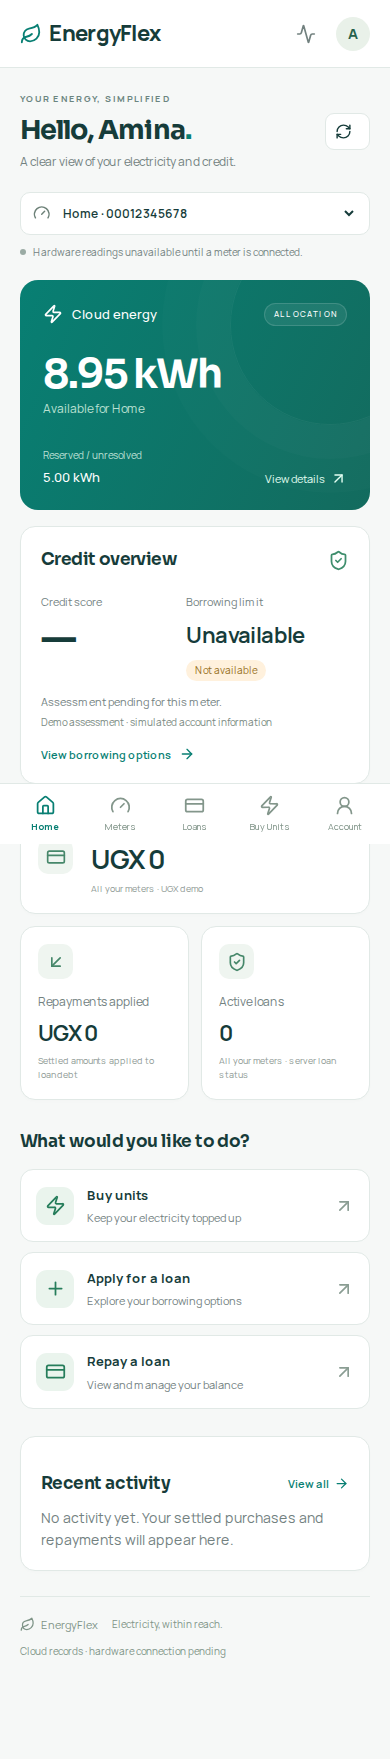 EnergyFlex
A
YOUR ENERGY, SIMPLIFIED
Hello, Amina.
A clear view of your electricity and credit.
Home · 00012345678
Hardware readings unavailable until a meter is connected.
Cloud energy
ALLOCATION
8.95 kWh
Available for Home
Reserved / unresolved
5.00 kWh
View details
Credit overview
Credit score
Borrowing limit
—
Unavailable
Not available
Assessment pending for this meter.
Demo assessment · simulated account information
View borrowing options
Home
Meters
Loans
Buy Units
Account
UGX 0
All your meters · UGX demo
Repayments applied
UGX 0
Settled amounts applied to
loan debt
Active loans
0
All your meters · server loan
status
What would you like to do?
Buy units
Keep your electricity topped up
Apply for a loan
Explore your borrowing options
Repay a loan
View and manage your balance
Recent activity
View all
No activity yet. Your settled purchases and
repayments will appear here.
EnergyFlex
Electricity, within reach.
Cloud records · hardware connection pending